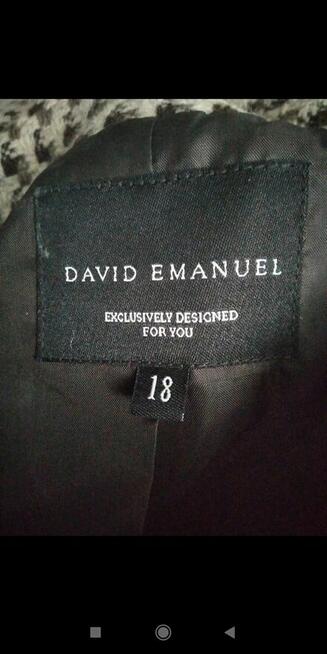 DAVID EMANUEL
EXCLUSIVELY DESIGNED
FOR YOU
18